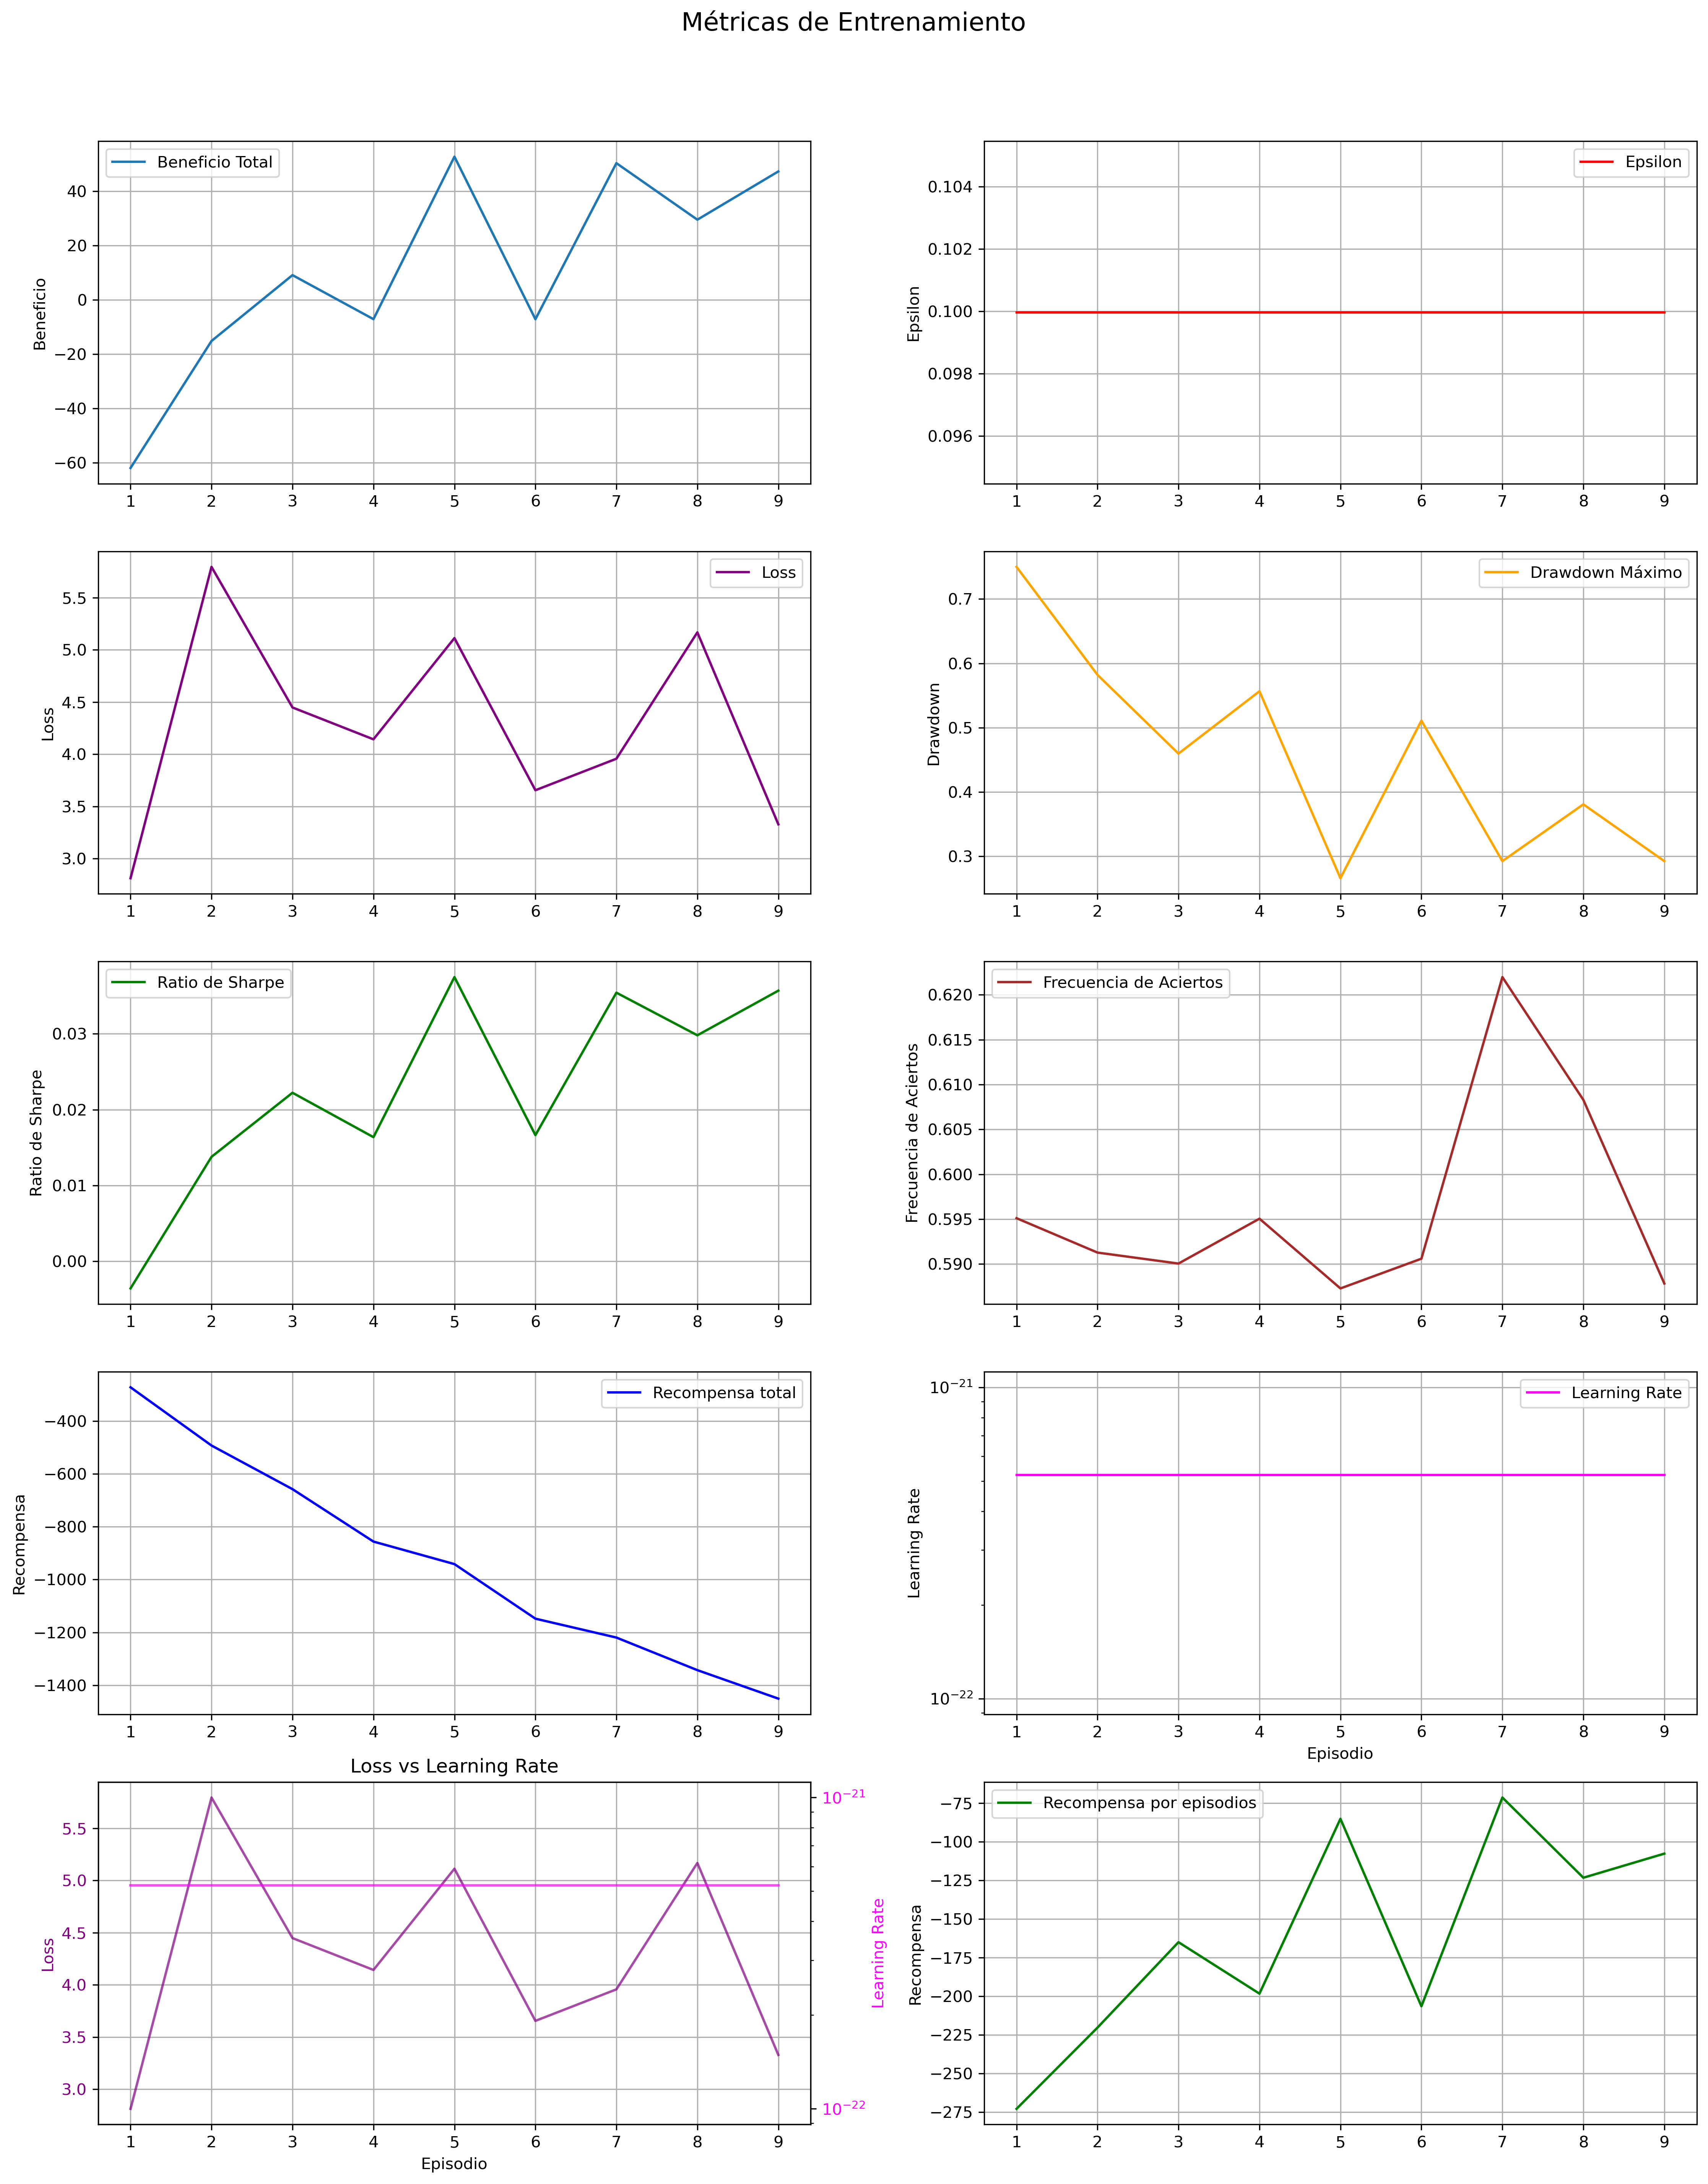 Métricas de Entrenamiento
Beneficio Total
Beneficio
40
20
0
−20
−40
−60
1 2 3 4 5 6 7 8 9
Epsilon
Epsilon
0.104
0.102
0.100
0.098
0.096
1 2 3 4 5 6 7 8 9
Loss
Loss
5.5
5.0
4.5
4.0
3.5
3.0
1 2 3 4 5 6 7 8 9
Drawdown Máximo
Drawdown
0.7
0.6
0.5
0.4
0.3
1 2 3 4 5 6 7 8 9
Ratio de Sharpe
Ratio de Sharpe
0.03
0.02
0.01
0.00
1 2 3 4 5 6 7 8 9
Frecuencia de Aciertos
Frecuencia de Aciertos
0.620
0.615
0.610
0.605
0.600
0.595
0.590
1 2 3 4 5 6 7 8 9
Recompensa total
Recompensa
−400
−600
−800
−1000
−1200
−1400
1 2 3 4 5 6 7 8 9
Learning Rate
Learning Rate
10⁻²¹
10⁻²²
1 2 3 4 5 6 7 8 9
Episodio
Loss vs Learning Rate
Loss
5.5
5.0
4.5
4.0
3.5
3.0
10⁻²¹
10⁻²²
Learning Rate
1 2 3 4 5 6 7 8 9
Episodio
Recompensa por episodios
Recompensa
−75
−100
−125
−150
−175
−200
−225
−250
−275
1 2 3 4 5 6 7 8 9